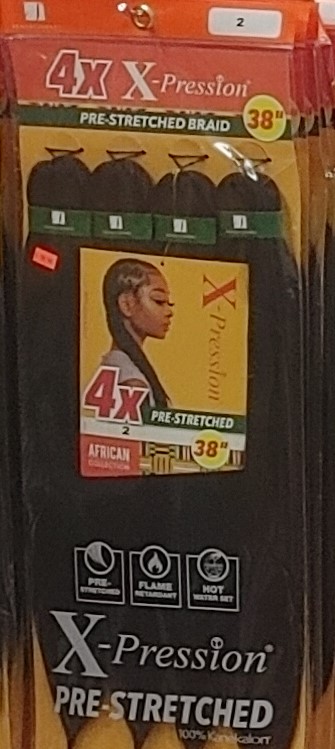 2
4X X-Pression®
PRE-STRETCHED BRAID 38"
X-Pression
4X
2
PRE-STRETCHED
38"
AFRICAN
COLLECTION
PRE-
STRETCHED
FLAME
RETARDANT
HOT
WATER SET
X-Pression®
PRE-STRETCHED
100% Kanekalon